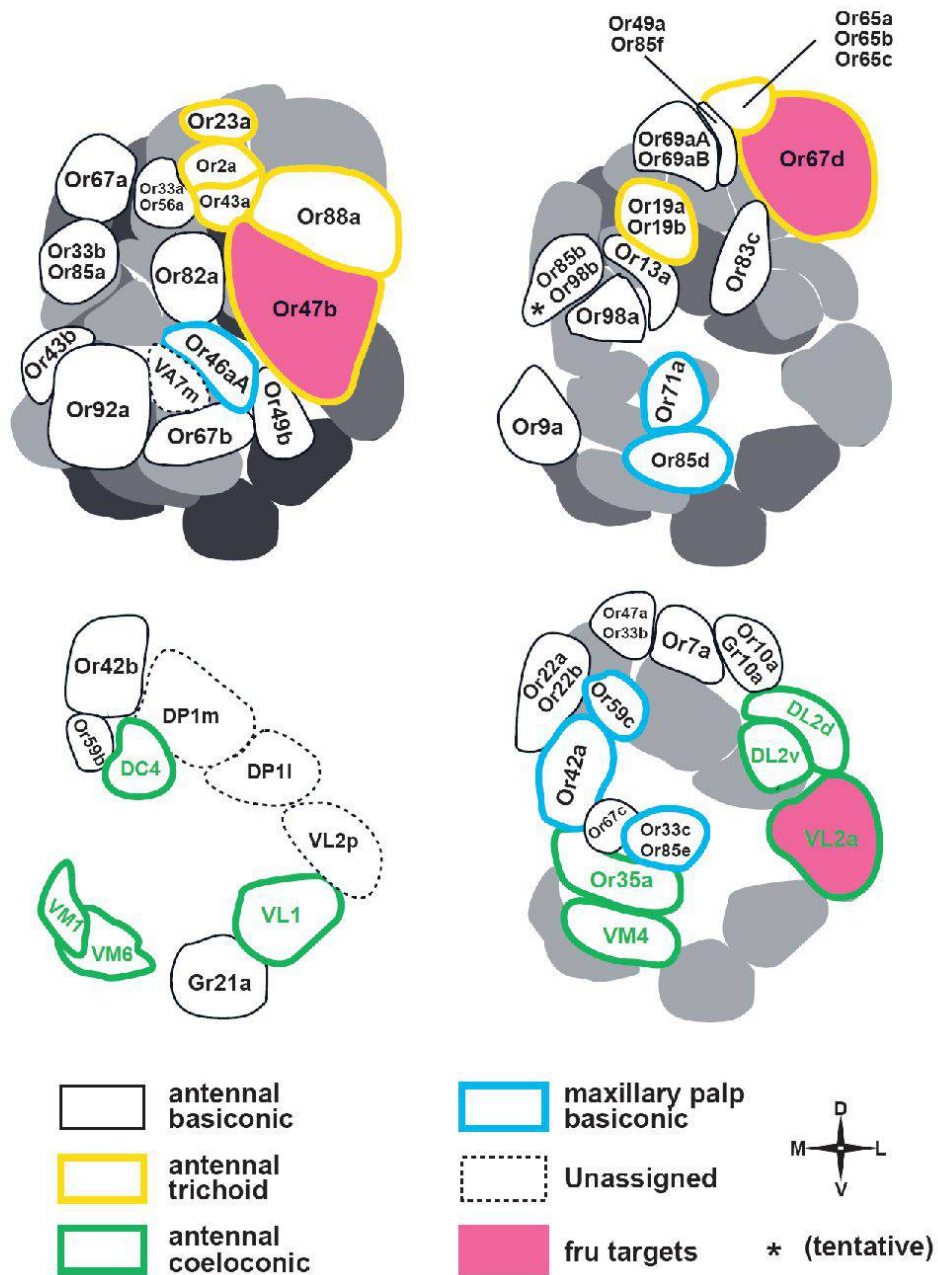 Or49a
Or85f
Or65a
Or65b
Or65c
Or23a
Or2a
Or67a
Or33a
Or56a
Or43a
Or88a
Or33b
Or85a
Or82a
Or47b
Or43b
Or46aA
VA7m
Or92a
Or67b
Or49b
Or69aA
Or69aB
Or67d
Or19a
Or19b
Or83c
Or85b
Or98b
*
Or13a
Or98a
Or71a
Or9a
Or85d
Or42b
DP1m
Or59b
DC4
DP1l
VL2p
VM1
VM6
VL1
Gr21a
Or47a
Or33b
Or7a
Or10a
Gr10a
Or22a
Or22b
Or59c
DL2d
DL2v
Or42a
Or67c
Or33c
Or85e
VL2a
Or35a
VM4
antennal
basiconic
maxillary palp
basiconic
D
M L
V
antennal
trichoid
Unassigned
antennal
coeloconic
fru targets
* (tentative)